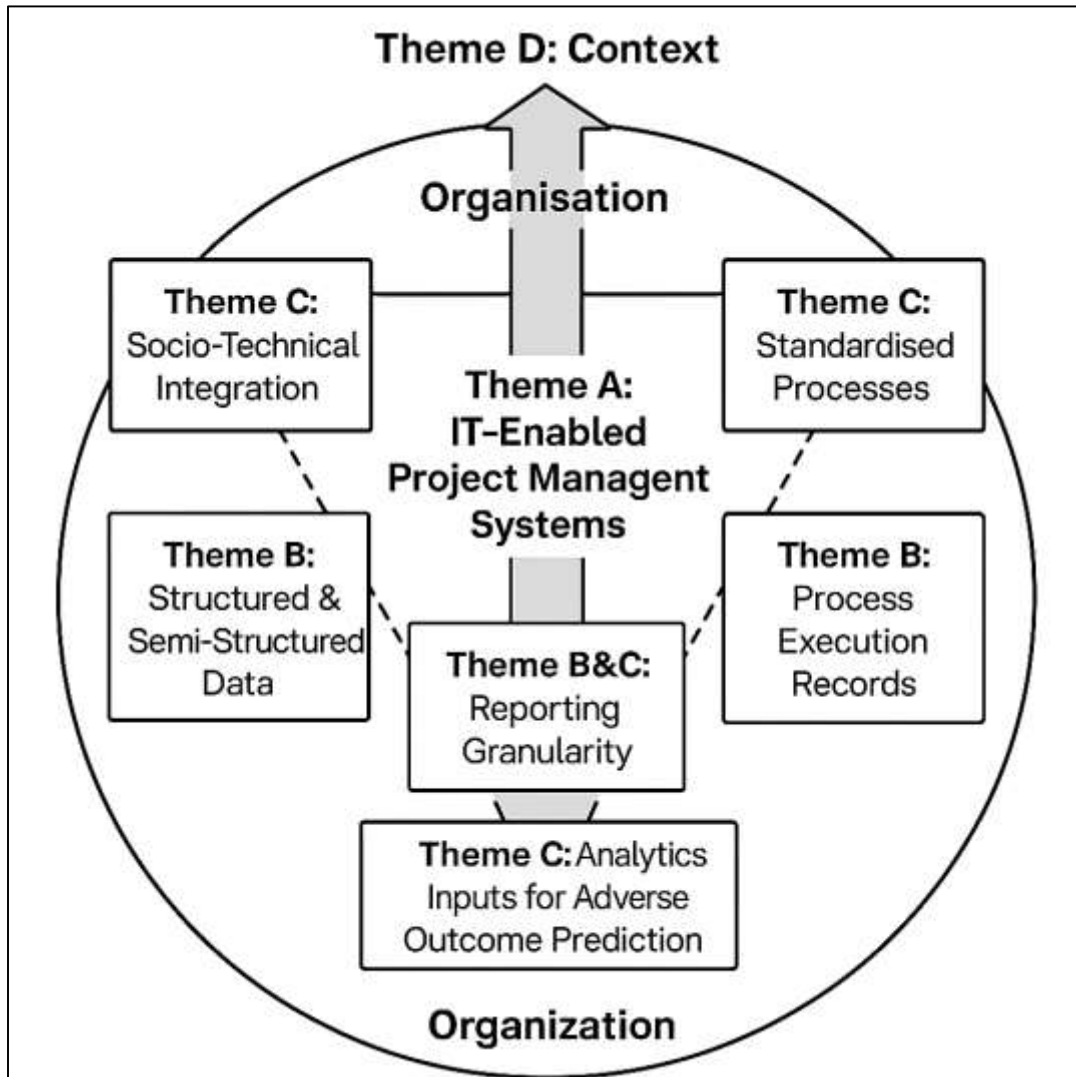 Theme D: Context
Organisation
Theme C:
Socio-Technical
Integration
Theme C:
Standardised
Processes
Theme A:
IT-Enabled
Project Managent
Systems
Theme B:
Structured &
Semi-Structured
Data
Theme B:
Process
Execution
Records
Theme B&C:
Reporting
Granularity
Theme C: Analytics
Inputs for Adverse
Outcome Prediction
Organization